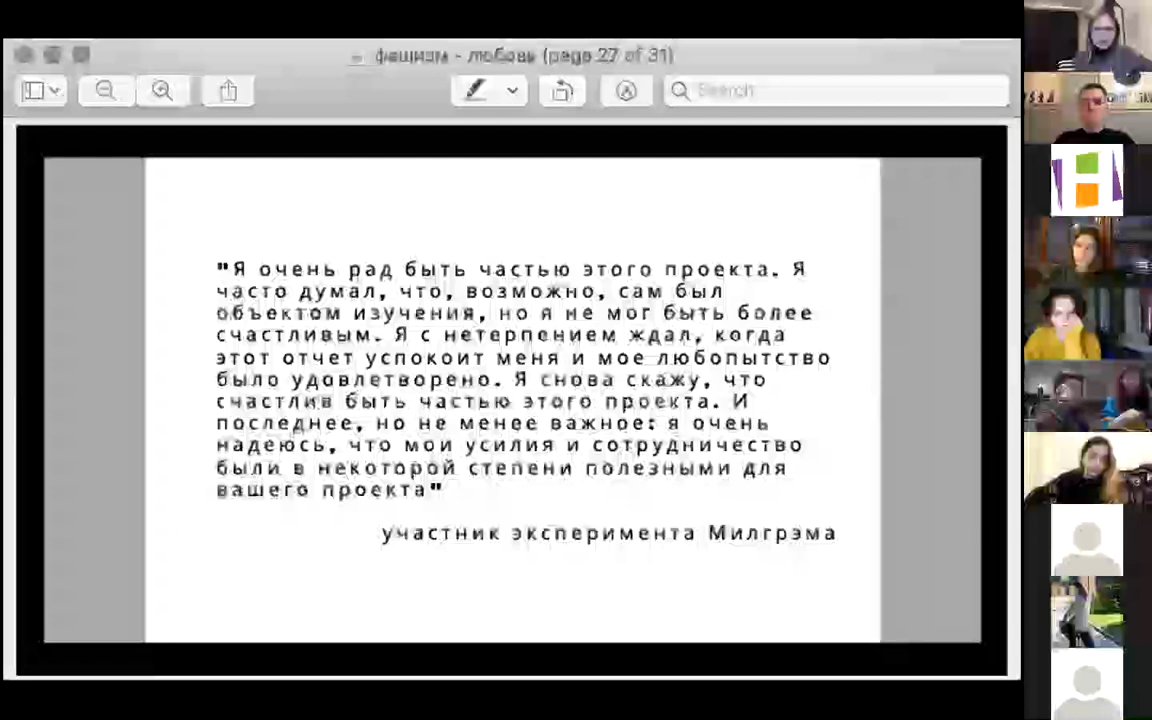 фашизм - любовь (page 27 of 31)
Search
"Я очень рад быть частью этого проекта. Я
часто думал, что, возможно, сам был
объектом изучения, но я не мог быть более
счастливым. Я с нетерпением ждал, когда
этот отчет успокоит меня и мое любопытство
было удовлетворено. Я снова скажу, что
счастлив быть частью этого проекта. И
последнее, но не менее важное: я очень
надеюсь, что мои усилия и сотрудничество
были в некоторой степени полезными для
вашего проекта"
участник эксперимента Милгрэма